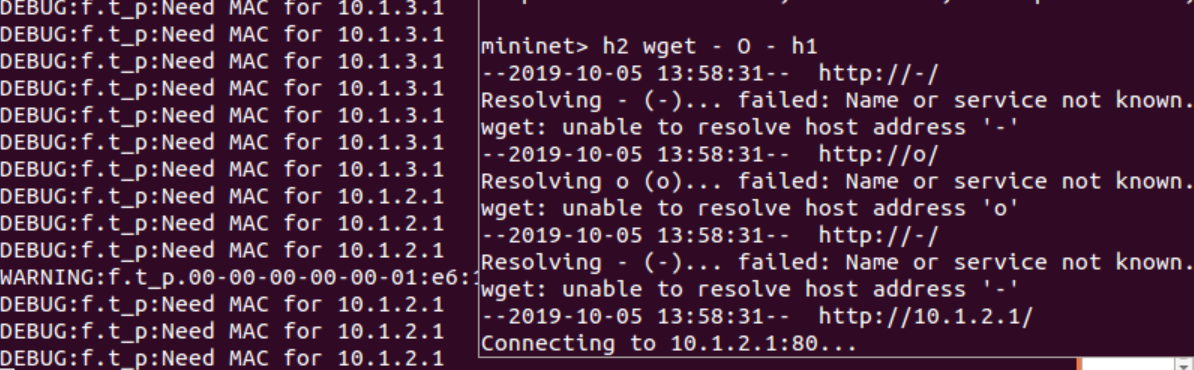 DEBUG:f.t_p:Need MAC for 10.1.3.1
DEBUG:f.t_p:Need MAC for 10.1.3.1
DEBUG:f.t_p:Need MAC for 10.1.3.1
DEBUG:f.t_p:Need MAC for 10.1.3.1
DEBUG:f.t_p:Need MAC for 10.1.3.1
DEBUG:f.t_p:Need MAC for 10.1.3.1
DEBUG:f.t_p:Need MAC for 10.1.3.1
DEBUG:f.t_p:Need MAC for 10.1.2.1
DEBUG:f.t_p:Need MAC for 10.1.2.1
DEBUG:f.t_p:Need MAC for 10.1.2.1
WARNING:f.t_p.00-00-00-00-00-01:e6:
DEBUG:f.t_p:Need MAC for 10.1.2.1
DEBUG:f.t_p:Need MAC for 10.1.2.1
DEBUG:f.t_p:Need MAC for 10.1.2.1
mininet> h2 wget - O - h1
--2019-10-05 13:58:31-- http://-/
Resolving - (-)... failed: Name or service not known.
wget: unable to resolve host address '-'
--2019-10-05 13:58:31-- http://o/
Resolving o (o)... failed: Name or service not known.
wget: unable to resolve host address 'o'
--2019-10-05 13:58:31-- http://-/
Resolving - (-)... failed: Name or service not known.
wget: unable to resolve host address '-'
--2019-10-05 13:58:31-- http://10.1.2.1/
Connecting to 10.1.2.1:80...